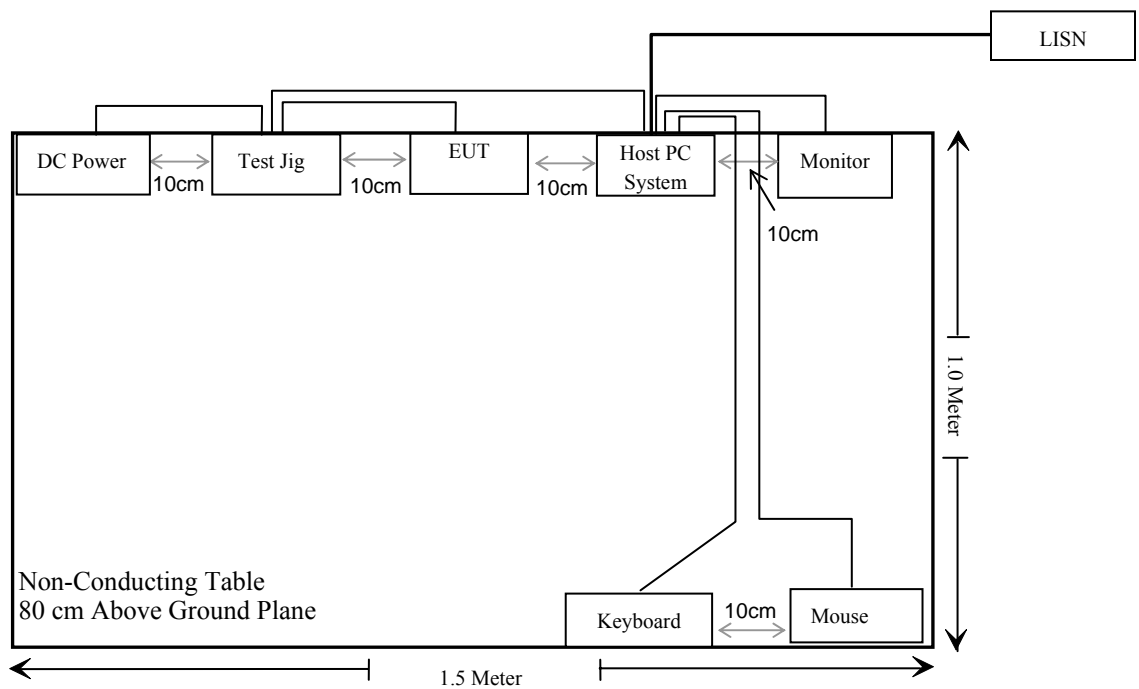 LISN
DC Power
Test Jig
EUT
Host PC
System
Monitor
10cm
10cm
10cm
10cm
1.0 Meter
Non-Conducting Table
80 cm Above Ground Plane
Keyboard
10cm
Mouse
1.5 Meter